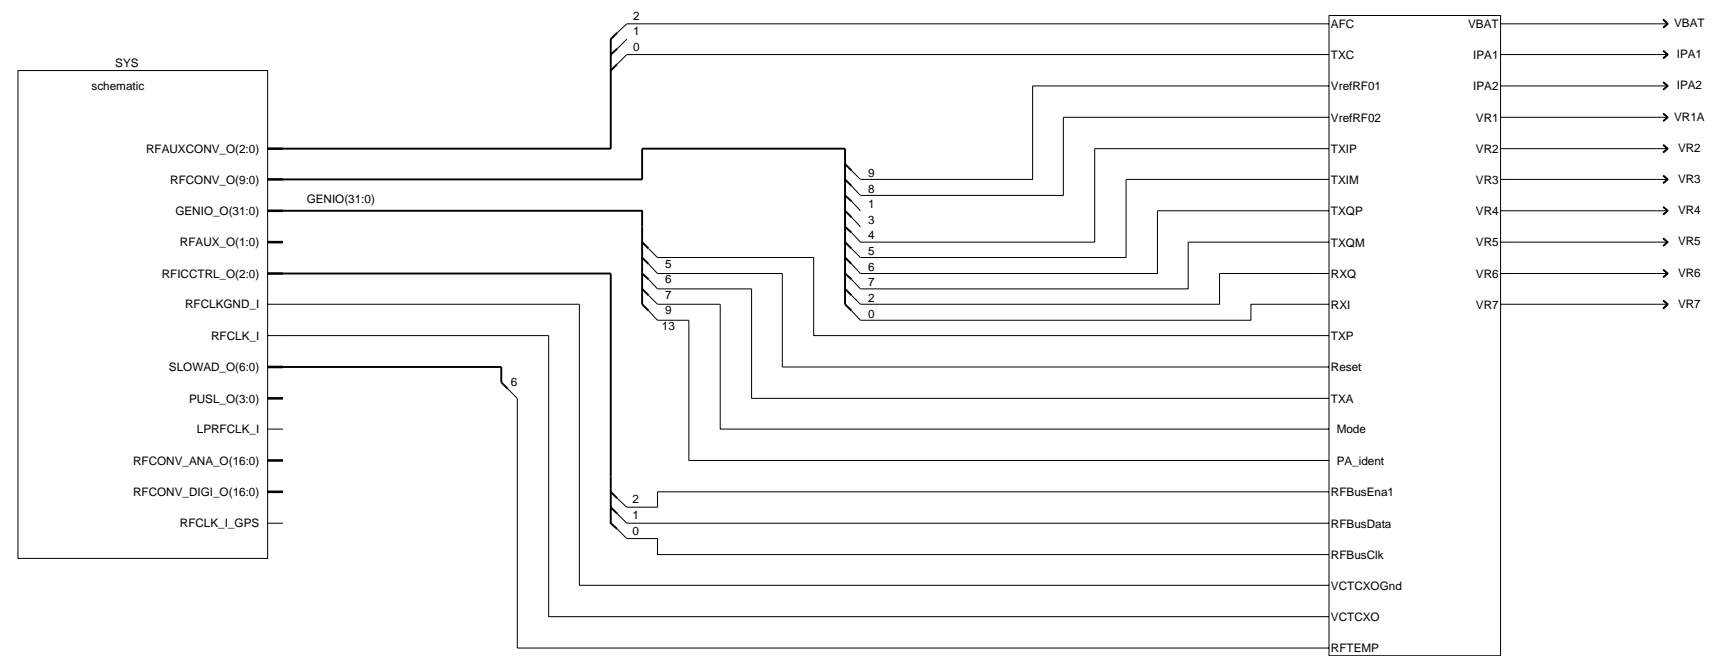 SYS
schematic
RFAUXCONV_O(2:0)
RFCONV_O(9:0)
GENIO_O(31:0)
RFAUX_O(1:0)
RFICCTRL_O(2:0)
RFCLKGND_I
RFCLK_I
SLOWAD_O(6:0)
PUSL_O(3:0)
LPRFCLK_I
RFCONV_ANA_O(16:0)
RFCONV_DIGI_O(16:0)
RFCLK_I_GPS
GENIO(31:0)
2
1
0
9
8
1
3
4
5
6
7
2
0
5
6
7
9
13
6
2
1
0
AFC
TXC
VrefRF01
VrefRF02
TXIP
TXIM
TXQP
TXQM
RXQ
RXI
TXP
Reset
TXA
Mode
PA_ident
RFBusEna1
RFBusData
RFBusClk
VCTCXOGnd
VCTCXO
RFTEMP
VBAT
IPA1
IPA2
VR1
VR2
VR3
VR4
VR5
VR6
VR7
VBAT
IPA1
IPA2
VR1A
VR2
VR3
VR4
VR5
VR6
VR7